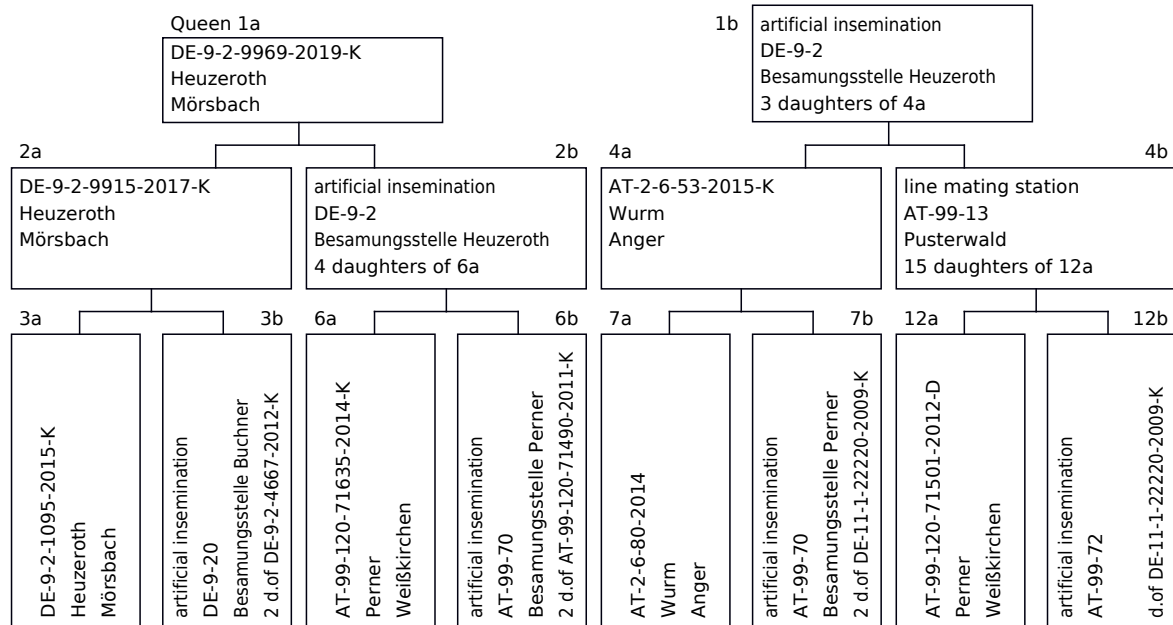 Queen 1a
DE-9-2-9969-2019-K
Heuzeroth
Mörsbach
1b
artificial insemination
DE-9-2
Besamungsstelle Heuzeroth
3 daughters of 4a
2a
DE-9-2-9915-2017-K
Heuzeroth
Mörsbach
2b
artificial insemination
DE-9-2
Besamungsstelle Heuzeroth
4 daughters of 6a
4a
AT-2-6-53-2015-K
Wurm
Anger
4b
line mating station
AT-99-13
Pusterwald
15 daughters of 12a
3a
DE-9-2-1095-2015-K
Heuzeroth
Mörsbach
3b
artificial insemination
DE-9-20
Besamungsstelle Buchner
2 d.of DE-9-2-4667-2012-K
6a
AT-99-120-71635-2014-K
Perner
Weißkirchen
6b
artificial insemination
AT-99-70
Besamungsstelle Perner
2 d.of AT-99-120-71490-2011-K
7a
AT-2-6-80-2014
Wurm
Anger
7b
artificial insemination
AT-99-70
Besamungsstelle Perner
2 d.of DE-11-1-22220-2009-K
12a
AT-99-120-71501-2012-D
Perner
Weißkirchen
12b
artificial insemination
AT-99-72
d.of DE-11-1-22220-2009-K